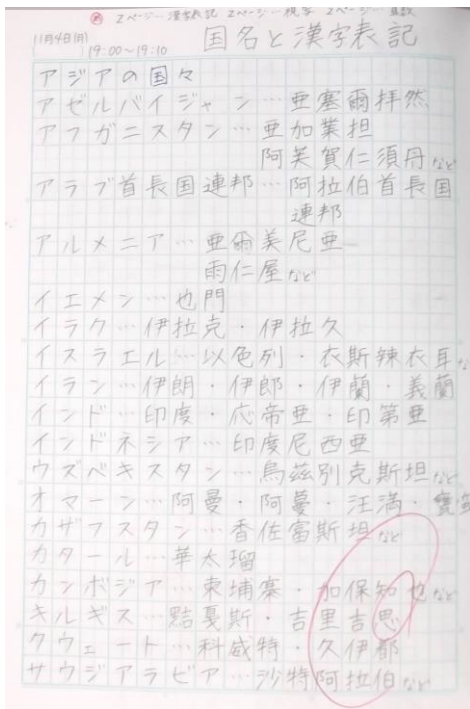 2ページ 漢字表記 2ページ 2ページ
11月4日(月)
19:00〜19:10
国名と漢字表記
アジアの国々
アゼルバイジャン…亜塞爾拝然
アフガニスタン…亜加業担
阿芙賀仁須丹など
アラブ首長国連邦…阿拉伯首長国
連邦
アルメニア…亜爾美尼亜
雨仁屋など
イエメン…也門
イラク…伊拉克・伊拉久
イスラエル…以色列・衣斯辣衣耳な
イラン…伊朗・伊郎・伊蘭・義蘭
インド…印度・応帝亜・印第亜
インドネシア…印度尼西亜
ウズベキスタン…烏茲別克斯坦など
オマーン…阿曼・阿蔓・汪満・
カザフスタン…香佐富斯坦など
カタール…華太瑠
カンボジア…柬埔寨・加保知也など
キルギス…黠戛斯・吉里吉思
クウェート…科威特・久伊都
サウジアラビア…沙特阿拉伯など